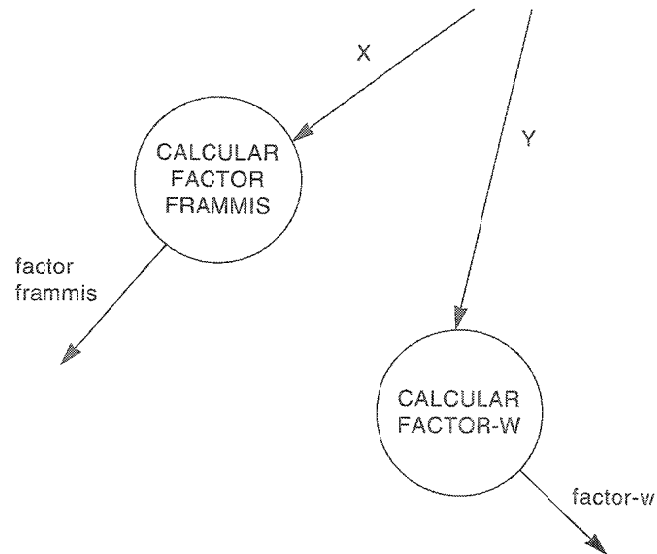 X
Y
CALCULAR
FACTOR
FRAMMIS
factor
frammis
CALCULAR
FACTOR-W
factor-w